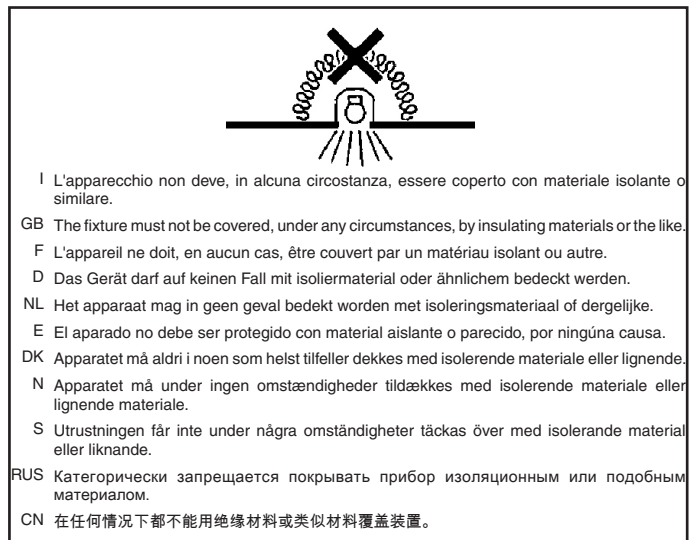 I L'apparecchio non deve, in alcuna circostanza, essere coperto con materiale isolante o
similare.
GB The fixture must not be covered, under any circumstances, by insulating materials or the like.
F L'appareil ne doit, en aucun cas, être couvert par un matériau isolant ou autre.
D Das Gerät darf auf keinen Fall mit isoliermaterial oder ähnlichem bedeckt werden.
NL Het apparaat mag in geen geval bedekt worden met isoleringsmateriaal of dergelijke.
E El aparado no debe ser protegido con material aislante o parecido, por ningúna causa.
DK Apparatet må aldri i noen som helst tilfeller dekkes med isolerende materiale eller lignende.
N Apparatet må under ingen omstændigheder tildækkes med isolerende materiale eller
lignende materiale.
S Utrustningen får inte under några omständigheter täckas över med isolerande material
eller liknande.
RUS Категорически запрещается покрывать прибор изоляционным или подобным
материалом.
CN 在任何情况下都不能用绝缘材料或类似材料覆盖装置。